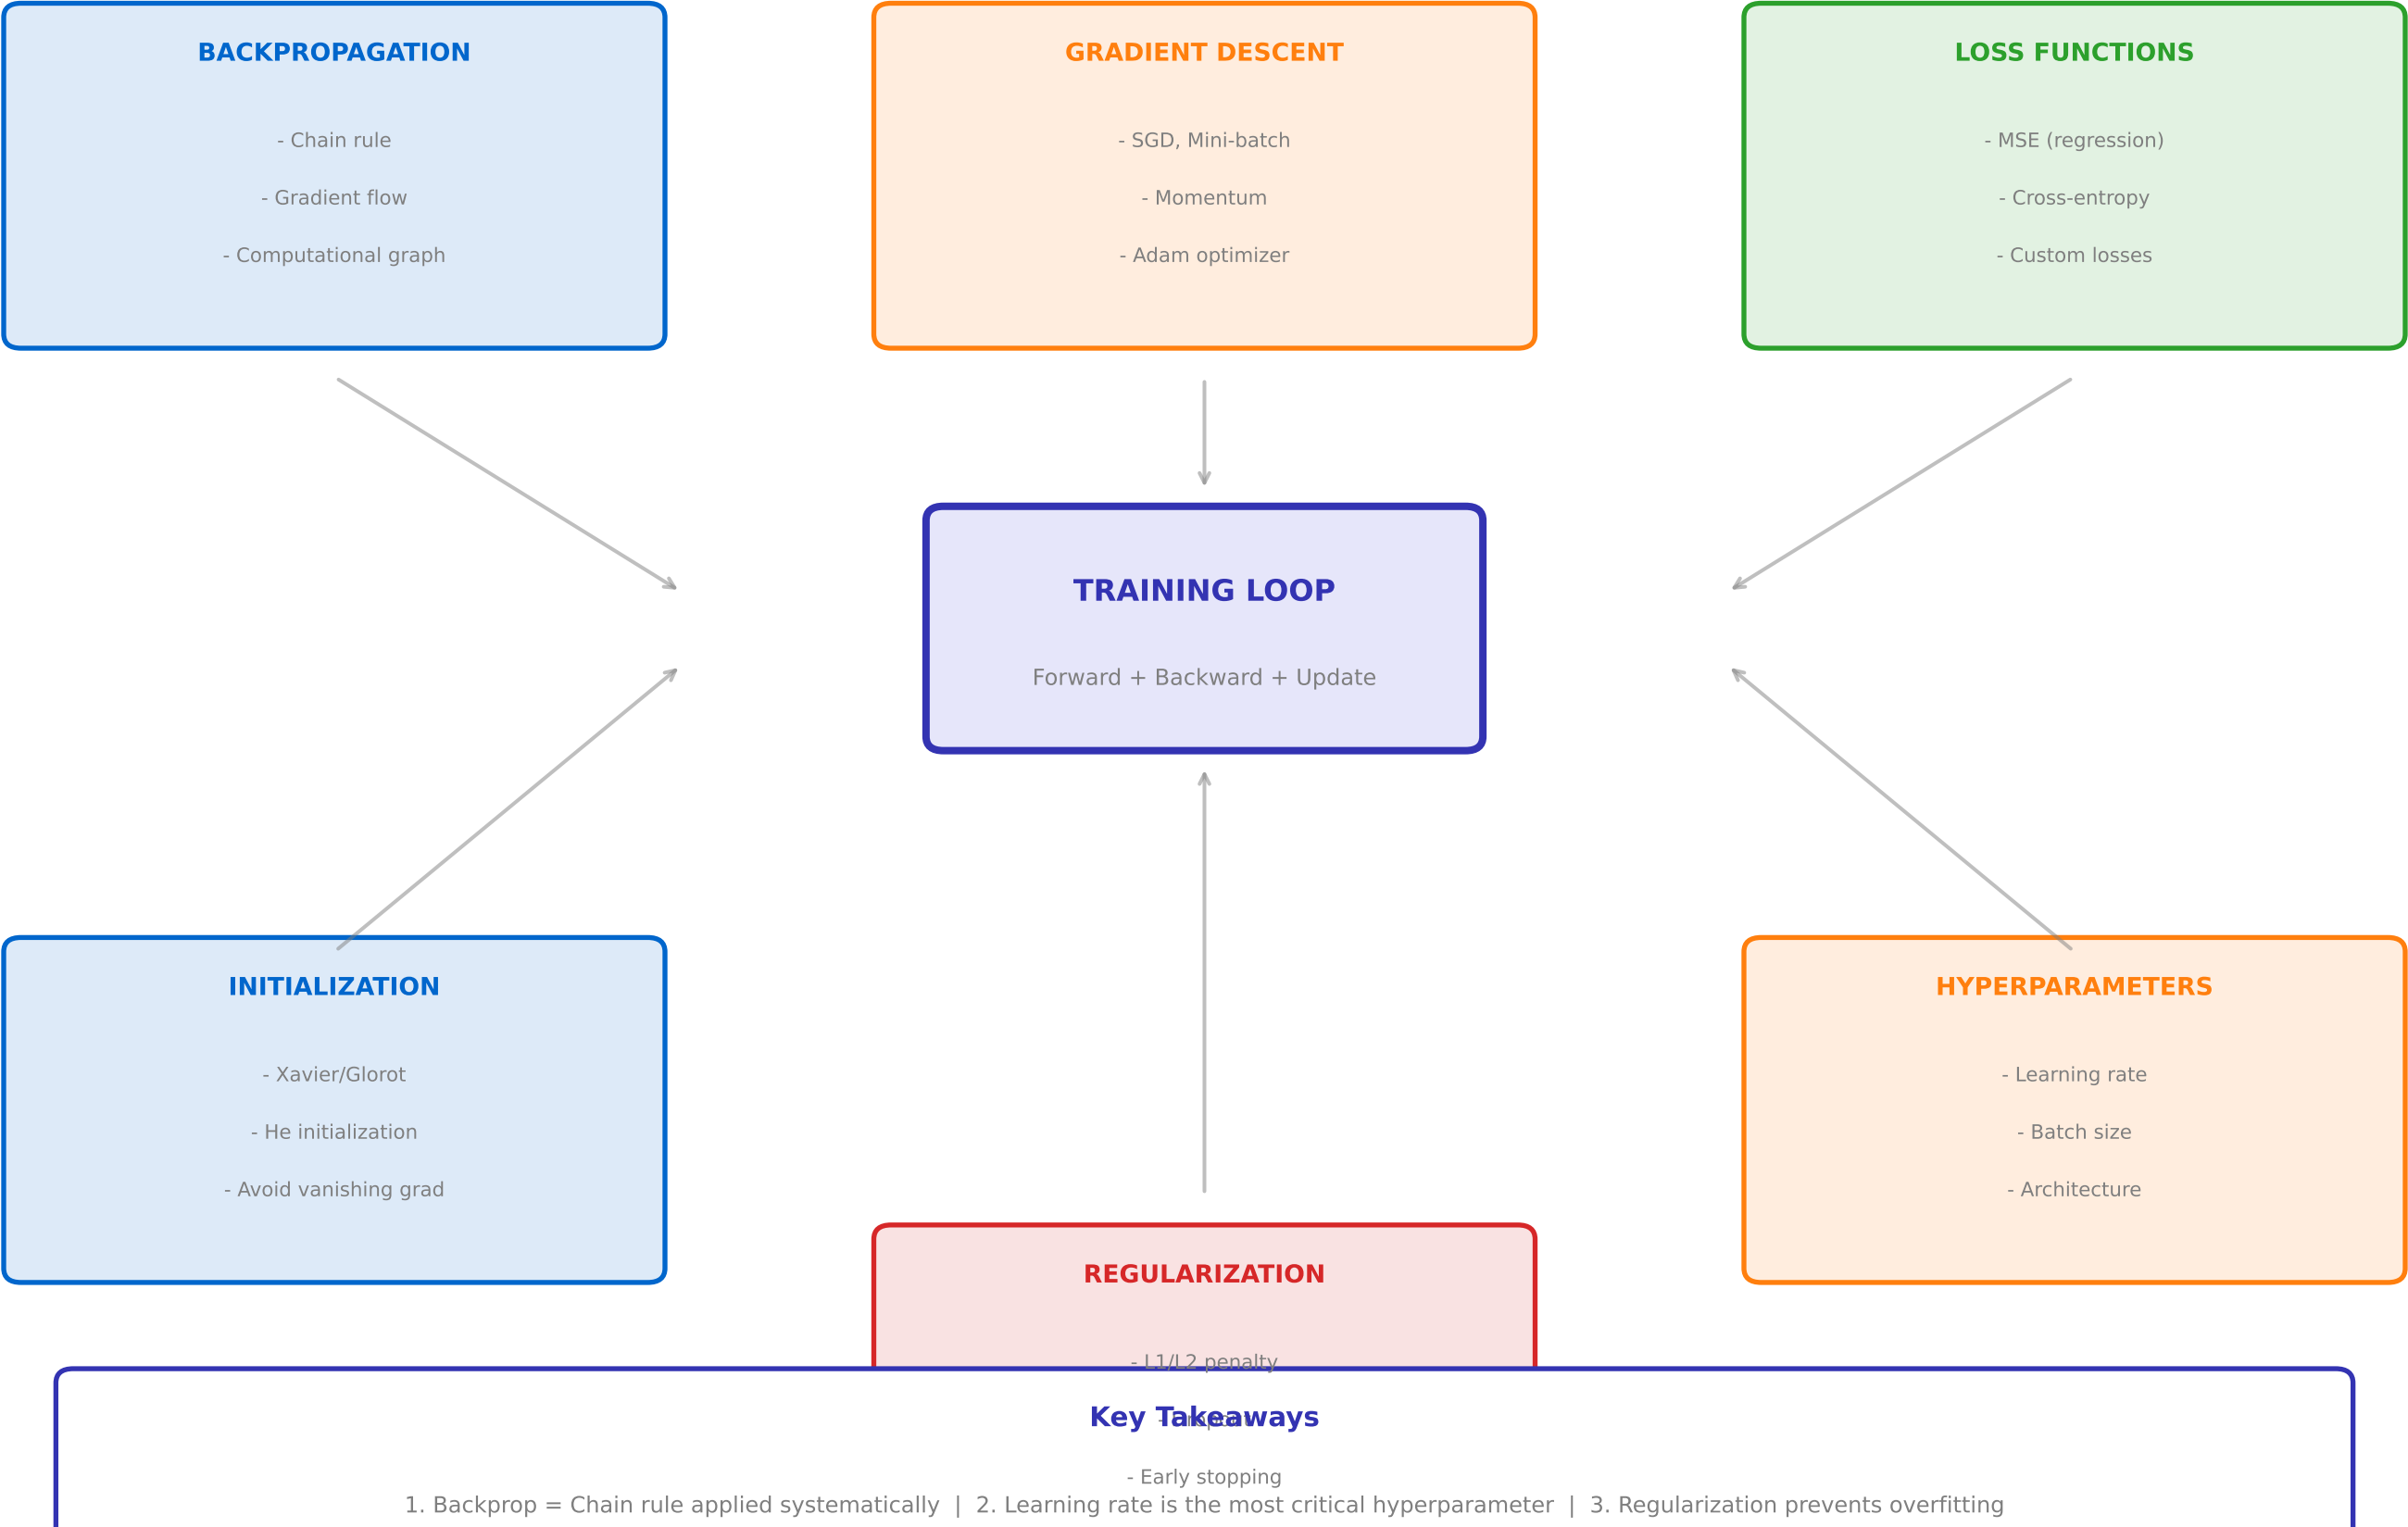 BACKPROPAGATION
- Chain rule
- Gradient flow
- Computational graph
GRADIENT DESCENT
- SGD, Mini-batch
- Momentum
- Adam optimizer
LOSS FUNCTIONS
- MSE (regression)
- Cross-entropy
- Custom losses
TRAINING LOOP
Forward + Backward + Update
INITIALIZATION
- Xavier/Glorot
- He initialization
- Avoid vanishing grad
HYPERPARAMETERS
- Learning rate
- Batch size
- Architecture
REGULARIZATION
- L1/L2 penalty
Key Takeaways
- Early stopping
1. Backprop = Chain rule applied systematically | 2. Learning rate is the most critical hyperparameter | 3. Regularization prevents overfitting